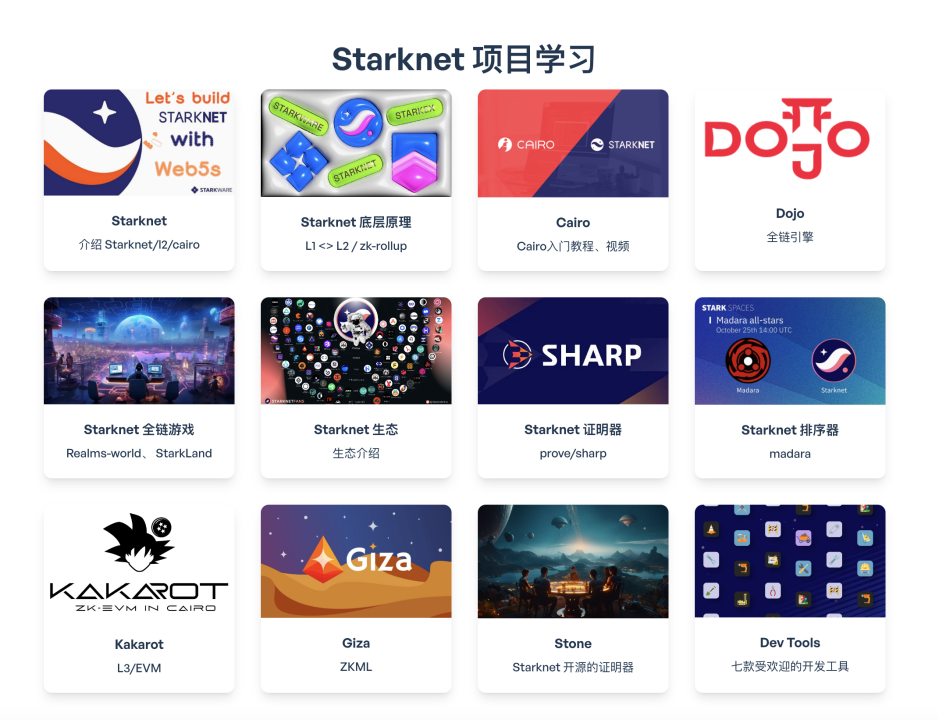 Starknet 项目学习
Let's build
STARKNET
with
Web5s
STARKWARE
Starknet
介绍 Starknet/l2/cairo
STARKWARE
STARKEX
STARKNET
Starknet 底层原理
L1 <> L2 / zk-rollup
CAIRO
STARKNET
Cairo
Cairo入门教程、视频
DOJO
Dojo
全链引擎
Starknet 全链游戏
Realms-world、 StarkLand
STARKNETFANS
Starknet 生态
生态介绍
SHARP
Starknet 证明器
prove/sharp
STARK SPACES
Madara all-stars
October 25th 14:00 UTC
Madara
Starknet
Starknet 排序器
madara
KAKAROT
ZK-EVM IN CAIRO
Kakarot
L3/EVM
Giza
Giza
ZKML
Stone
Starknet 开源的证明器
Dev Tools
七款受欢迎的开发工具